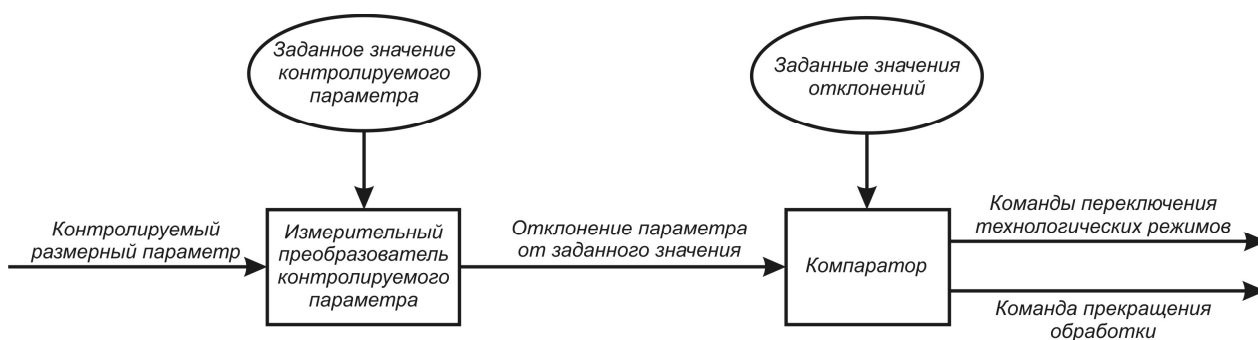 Заданное значение
контролируемого
параметра
Заданные значения
отклонений
Контролируемый
размерный параметр
Измерительный
преобразователь
контролируемого
параметра
Отклонение параметра
от заданного значения
Компаратор
Команды переключения
технологических режимов
Команда прекращения
обработки